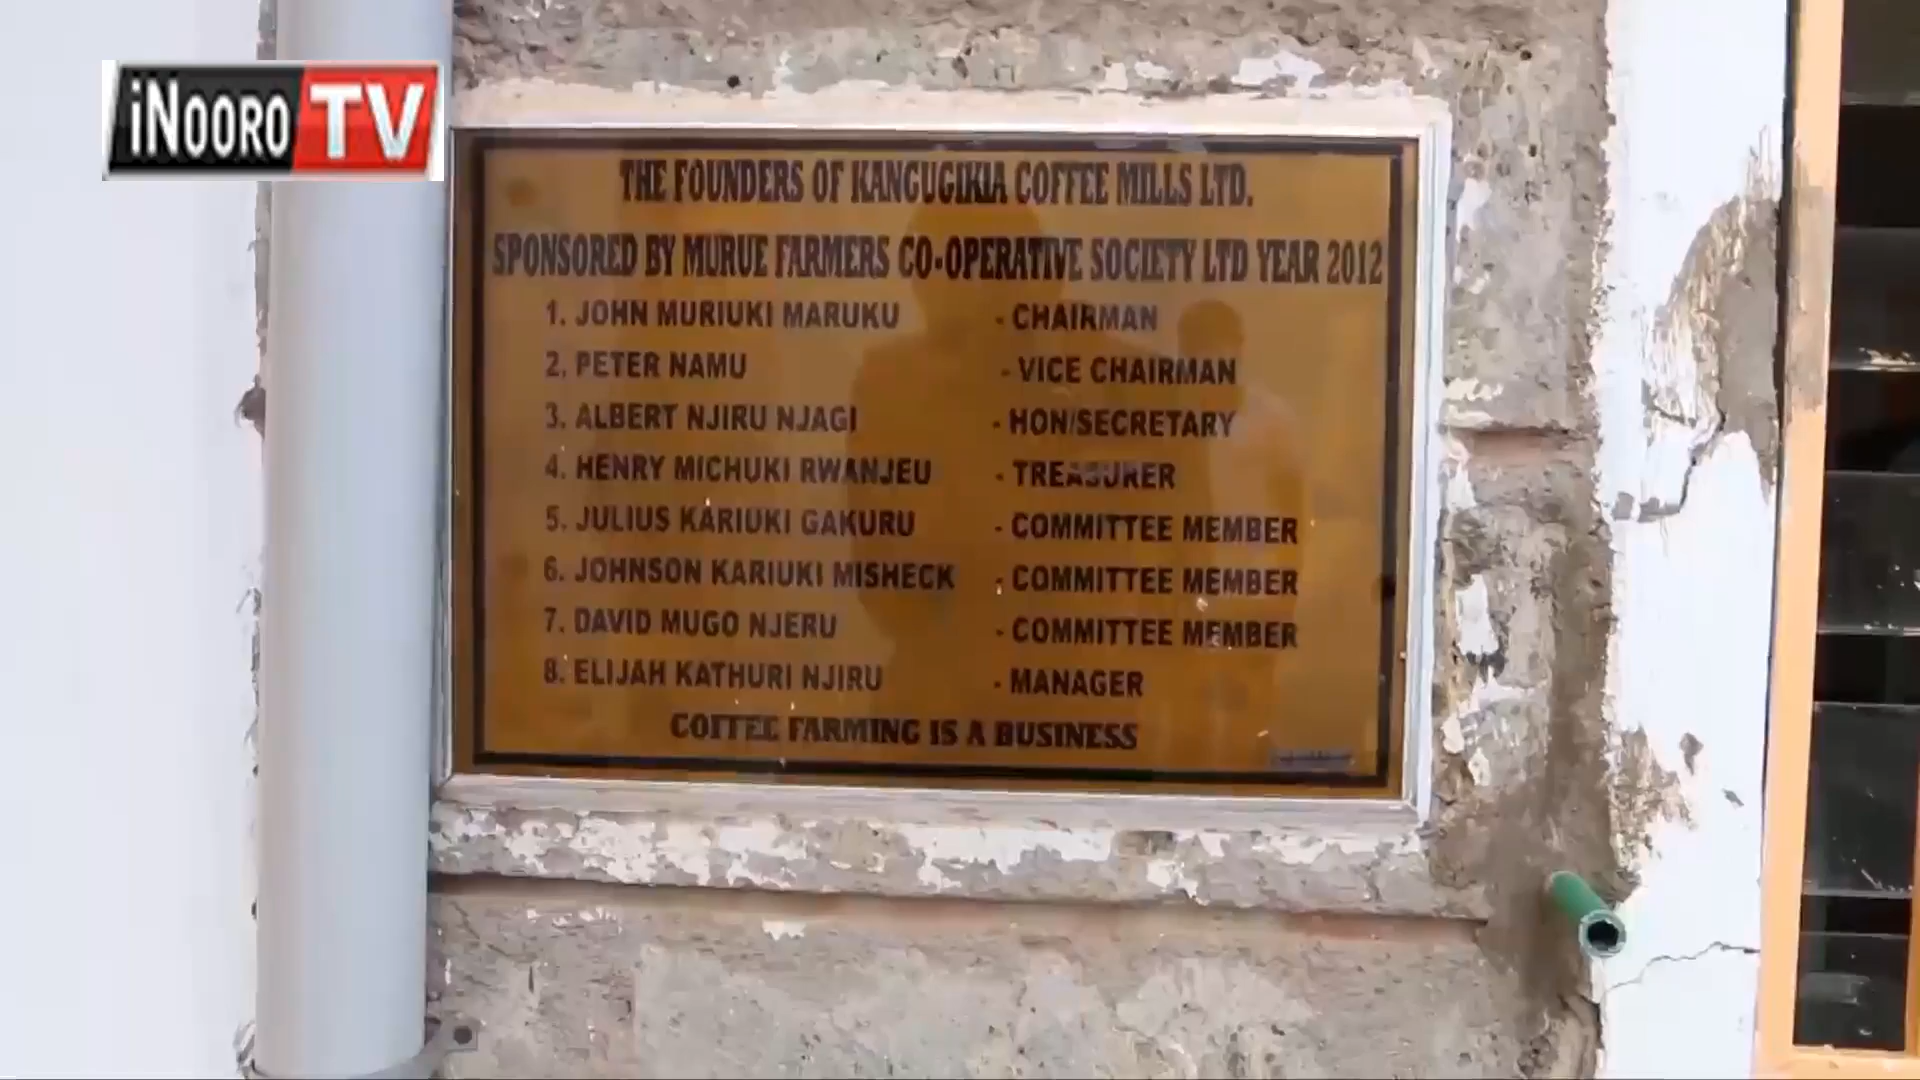 iNOORO TV
THE FOUNDERS OF KANGUGIKIA COFFEE MILLS LTD.
SPONSORED BY MURUE FARMERS CO-OPERATIVE SOCIETY LTD YEAR 2012
1. JOHN MURIUKI MARUKU - CHAIRMAN
2. PETER NAMU - VICE CHAIRMAN
3. ALBERT NJIRU NJAGI - HON/SECRETARY
4. HENRY MICHUKI RWANJEU - TREASURER
5. JULIUS KARIUKI GAKURU - COMMITTEE MEMBER
6. JOHNSON KARIUKI MISHECK - COMMITTEE MEMBER
7. DAVID MUGO NJERU - COMMITTEE MEMBER
8. ELIJAH KATHURI NJIRU - MANAGER
COFFEE FARMING IS A BUSINESS